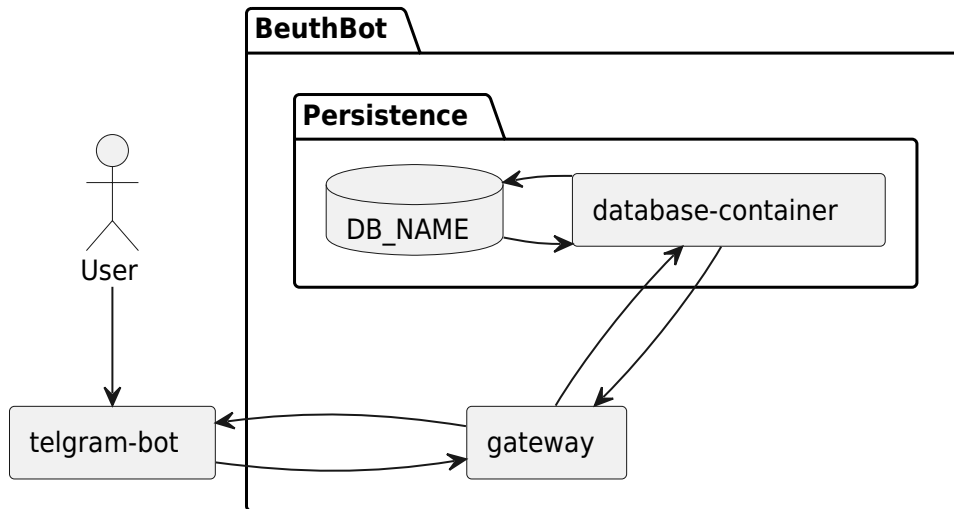 BeuthBot
Persistence
DB_NAME
database-container
User
telgram-bot
gateway